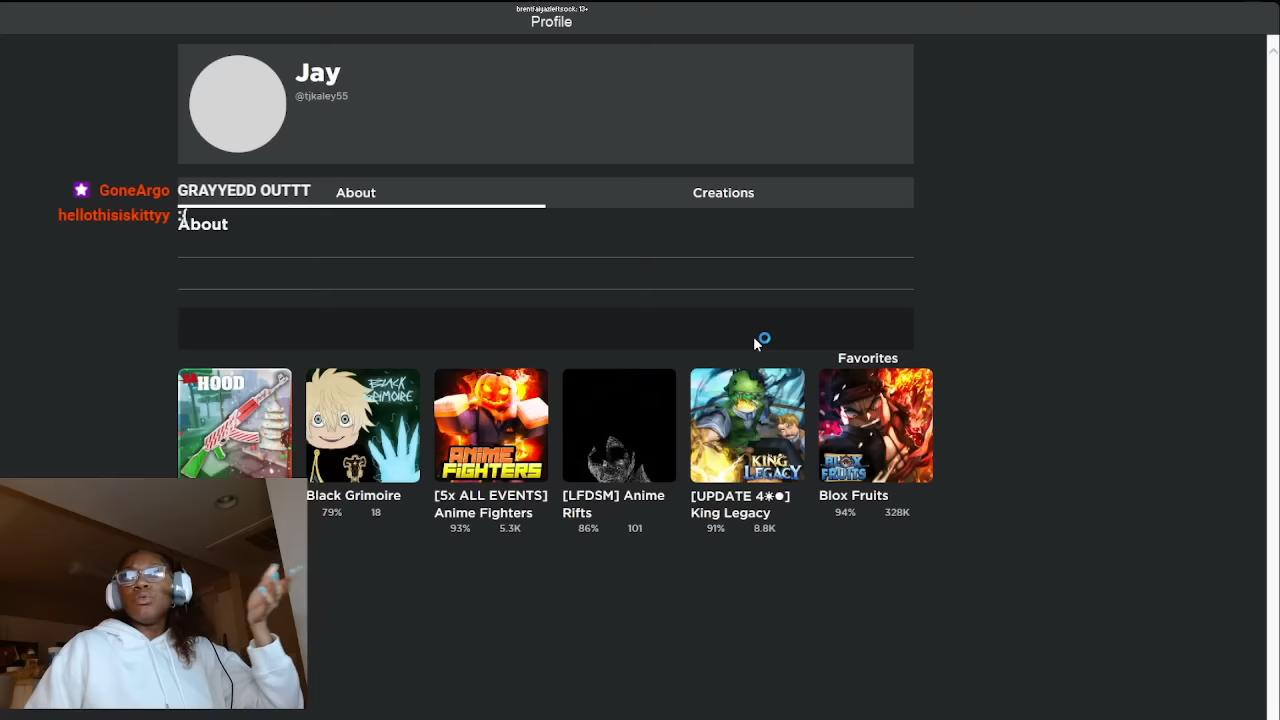 Profile
Jay
@tjkaley55
GoneArgo GRAYYEDD OUTTT
About
Creations
hellothisiskittyy :(
About
Favorites
HOOD
BLACK
GRIMOIRE
ANIME
FIGHTERS
KING
LEGACY
BLOX
FRUITS
Black Grimoire
79% 18
[5x ALL EVENTS]
Anime Fighters
93% 5.3K
[LFDSM] Anime
Rifts
86% 101
[UPDATE 4☀●]
King Legacy
91% 8.8K
Blox Fruits
94% 328K